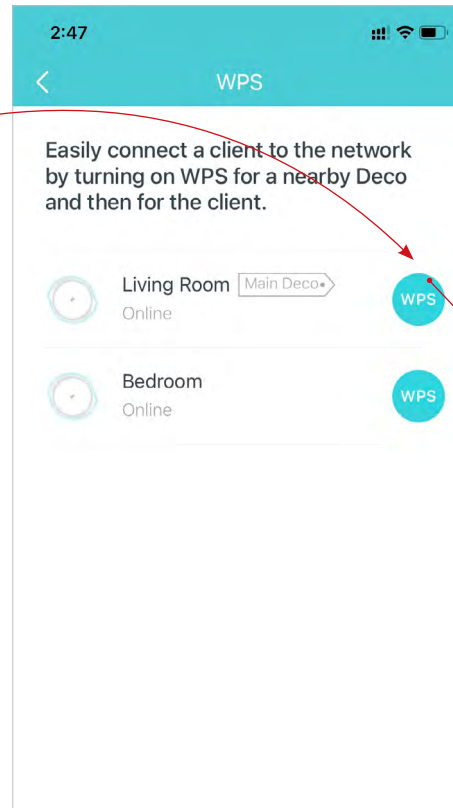 2:47
WPS
Easily connect a client to the network
by turning on WPS for a nearby Deco
and then for the client.
Living Room Main Deco
WPS
Online
Bedroom
WPS
Online